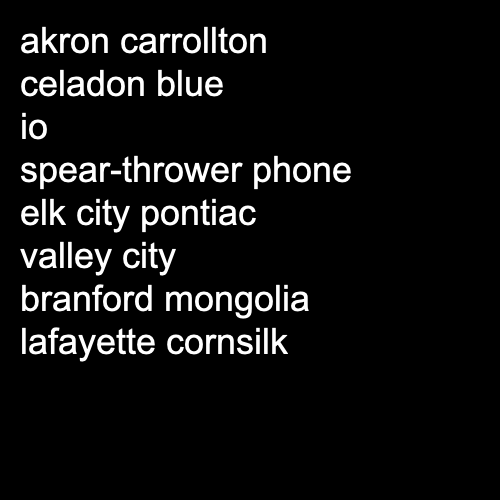 akron carrollton
celadon blue
io
spear-thrower phone
elk city pontiac
valley city
branford mongolia
lafayette cornsilk